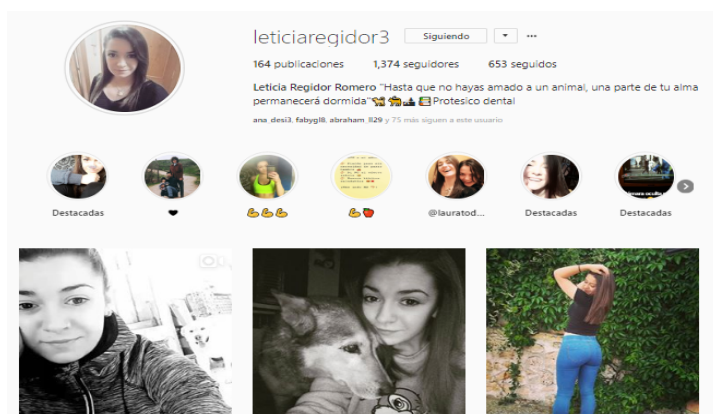 leticiaregidor3 Siguiendo
164 publicaciones 1,374 seguidores 653 seguidos
Leticia Regidor Romero "Hasta que no hayas amado a un animal, una parte de tu alma
permanecerá dormida" Protesico dental
ana_desi3, fabygl8, abraham_ll29 y 75 más siguen a este usuario
Destacadas @lauratod... Destacadas Destacadas